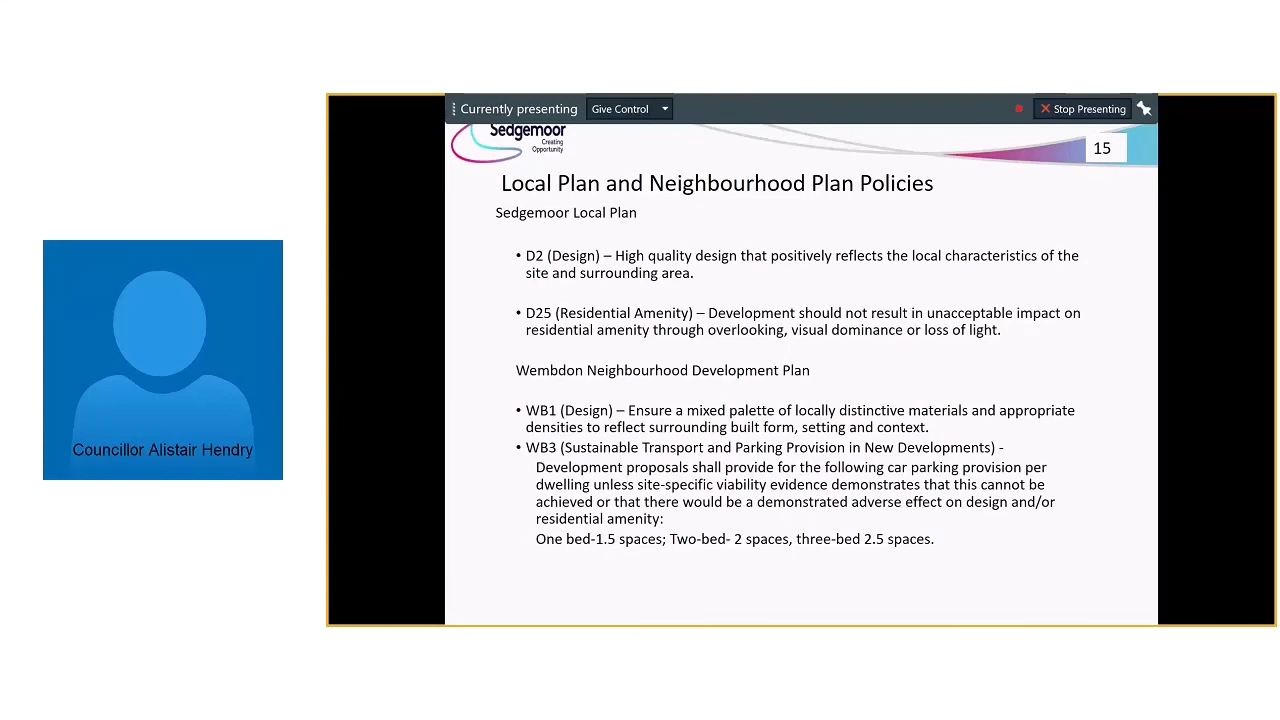 Currently presenting
Give Control
Stop Presenting
Sedgemoor
Creating
Opportunity
15
Local Plan and Neighbourhood Plan Policies
Sedgemoor Local Plan
• D2 (Design) – High quality design that positively reflects the local characteristics of the
site and surrounding area.
• D25 (Residential Amenity) – Development should not result in unacceptable impact on
residential amenity through overlooking, visual dominance or loss of light.
Wembdon Neighbourhood Development Plan
• WB1 (Design) – Ensure a mixed palette of locally distinctive materials and appropriate
densities to reflect surrounding built form, setting and context.
• WB3 (Sustainable Transport and Parking Provision in New Developments) -
Development proposals shall provide for the following car parking provision per
dwelling unless site-specific viability evidence demonstrates that this cannot be
achieved or that there would be a demonstrated adverse effect on design and/or
residential amenity:
One bed-1.5 spaces; Two-bed- 2 spaces, three-bed 2.5 spaces.
Councillor Alistair Hendry